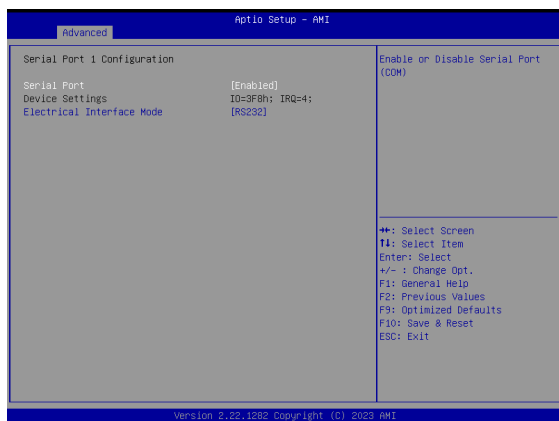 Aptio Setup - AMI
Advanced
Serial Port 1 Configuration
Serial Port [Enabled]
Device Settings IO=3F8h; IRQ=4;
Electrical Interface Mode [RS232]
Enable or Disable Serial Port
(COM)
→←: Select Screen
↑↓: Select Item
Enter: Select
+/- : Change Opt.
F1: General Help
F2: Previous Values
F9: Optimized Defaults
F10: Save & Reset
ESC: Exit
Version 2.22.1282 Copyright (C) 2023 AMI